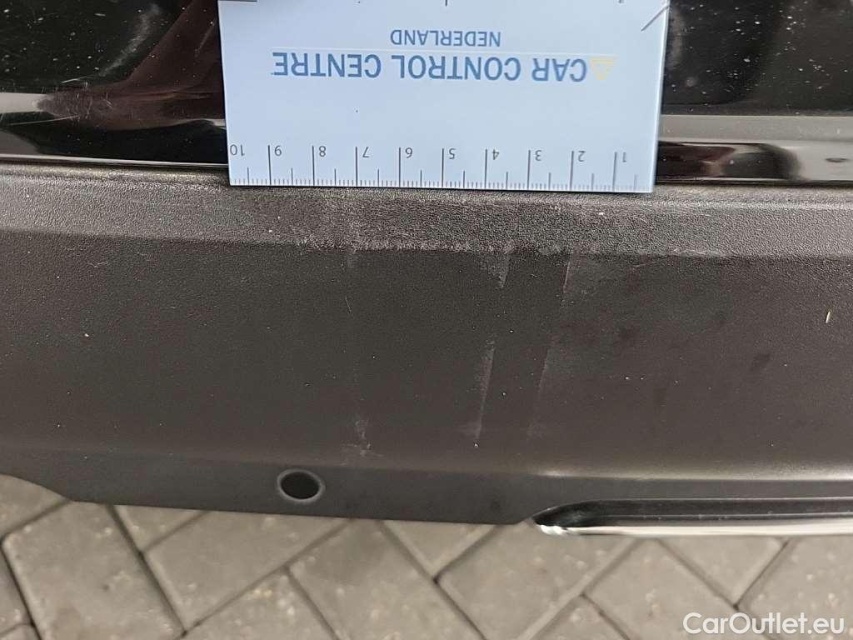 CAR CONTROL CENTRE
NEDERLAND
1 2 3 4 5 6 7 8 9 10
CarOutlet.eu